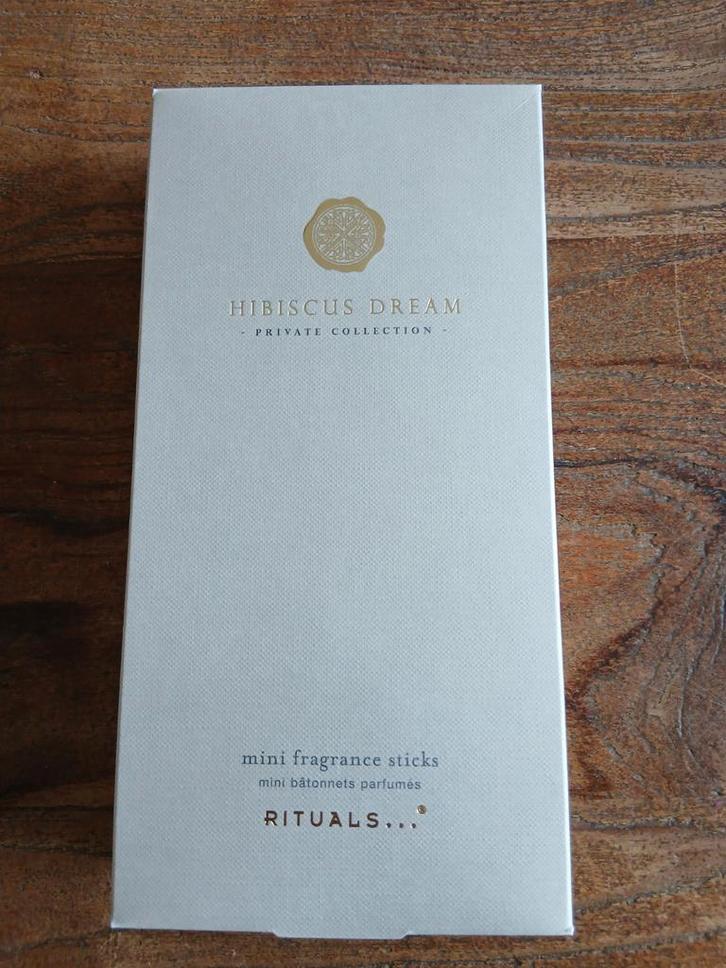 HIBISCUS DREAM
- PRIVATE COLLECTION -
mini fragrance sticks
mini bâtonnets parfumés
RITUALS...®